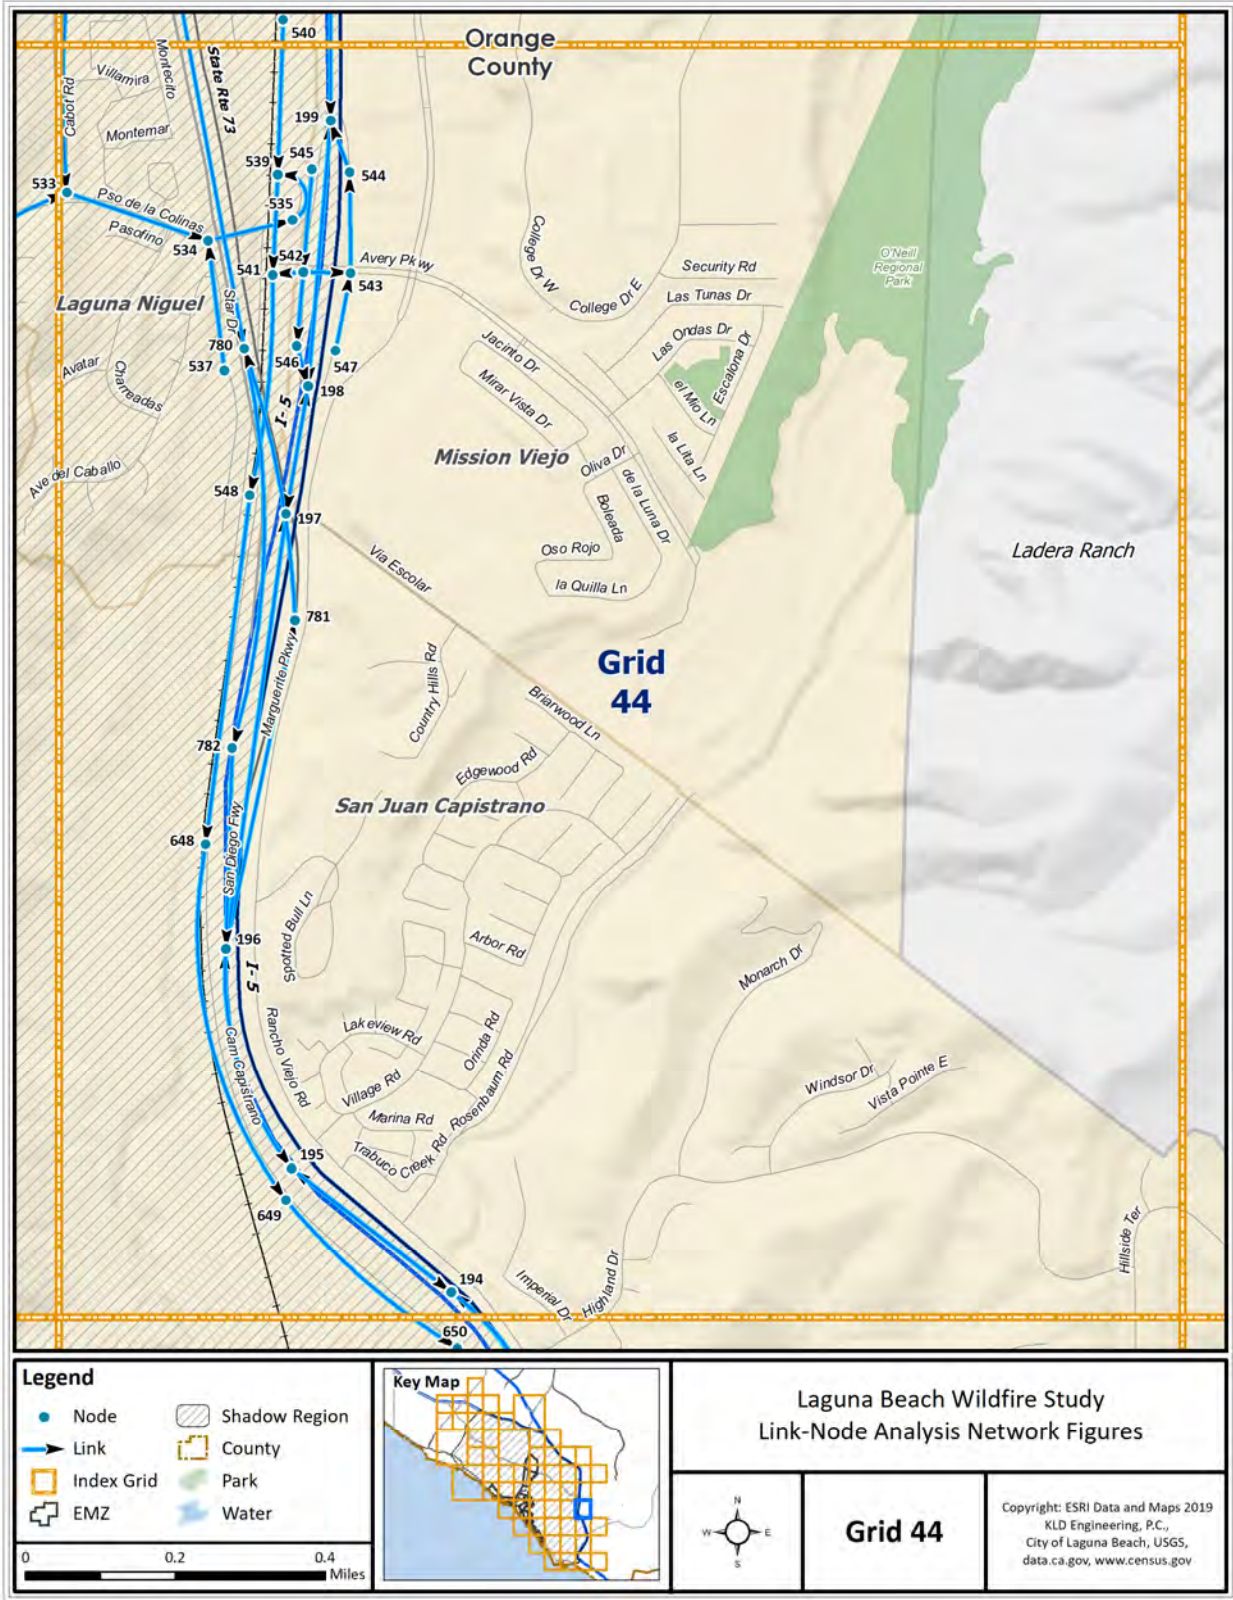 540
Orange
County
Villamira
Montecito
State Rte 73
Cabot Rd
199
Montemar
539
545
544
533
Pso de la Colinas
535
Pasofino
534
541
542
Avery Pkwy
543
College Dr W
College Dr E
Security Rd
Las Tunas Dr
O'Neill
Regional
Park
Laguna Niguel
Star Dr
780
537
546
547
198
I-5
Avatar
Charreadas
Jacinto Dr
Mirar Vista Dr
Las Ondas Dr
Escalona Dr
el Mio Ln
la Lita Ln
Mission Viejo
Oliva Dr
de la Luna Dr
Boleada
Ave del Caballo
548
197
Oso Rojo
la Quilla Ln
Via Escolar
Ladera Ranch
781
Marguerite Pkwy
Country Hills Rd
Grid
44
Briarwood Ln
782
Edgewood Rd
San Juan Capistrano
648
San Diego Fwy
196
I-5
Spotted Bull Ln
Arbor Rd
Monarch Dr
Cam Capistrano
Rancho Viejo Rd
Lakeview Rd
Orinda Rd
Village Rd
Rosenbaum Rd
Marina Rd
Trabuco Creek Rd
Windsor Dr
Vista Pointe E
195
649
194
Imperial Dr
Highland Dr
Hillside Ter
650
Legend
Node
Link
Index Grid
EMZ
Shadow Region
County
Park
Water
0 0.2 0.4
Miles
Key Map
Laguna Beach Wildfire Study
Link-Node Analysis Network Figures
N
W E
S
Grid 44
Copyright: ESRI Data and Maps 2019
KLD Engineering, P.C.,
City of Laguna Beach, USGS,
data.ca.gov, www.census.gov